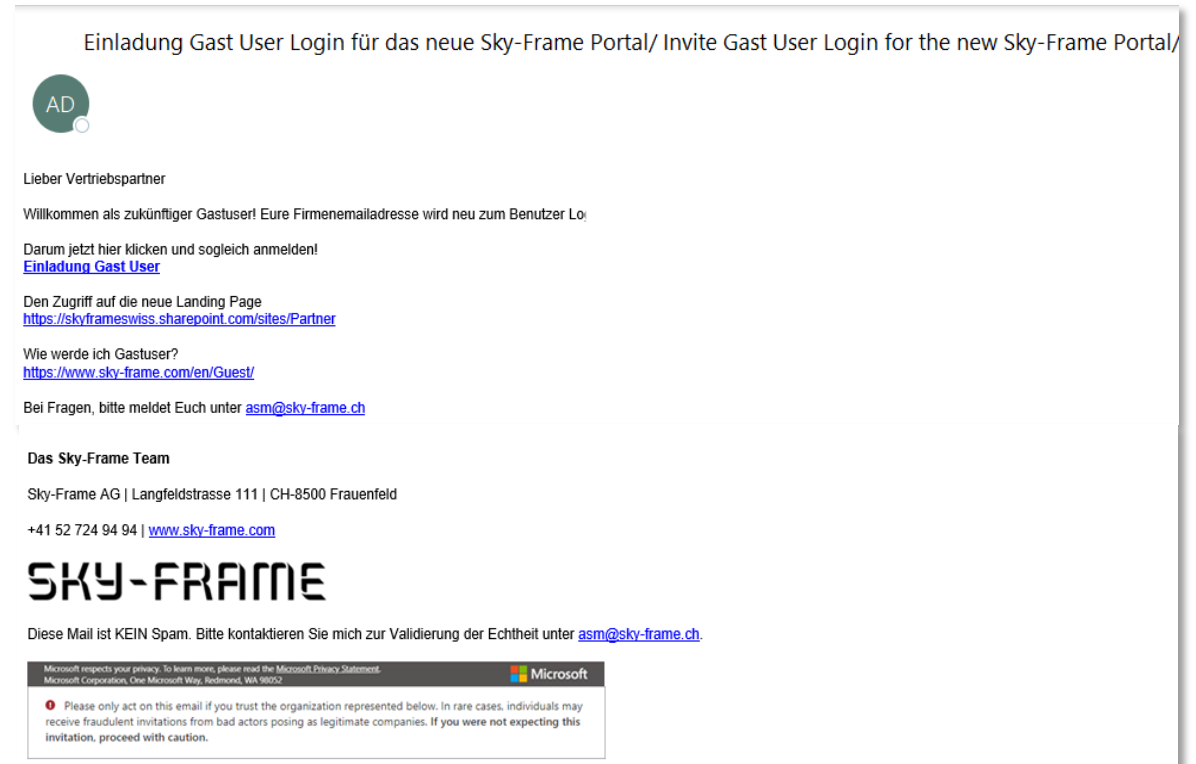 Einladung Gast User Login für das neue Sky-Frame Portal/ Invite Gast User Login for the new Sky-Frame Portal/
AD
Lieber Vertriebspartner
Willkommen als zukünftiger Gastuser! Eure Firmenemailadresse wird neu zum Benutzer
Darum jetzt hier klicken und sogleich anmelden!
Einladung Gast User
Den Zugriff auf die neue Landing Page
https://skyframeswiss.sharepoint.com/sites/Partner
Wie werde ich Gastuser?
https://www.sky-frame.com/en/Guest/
Bei Fragen, bitte meldet Euch unter asm@sky-frame.ch
Das Sky-Frame Team
Sky-Frame AG | Langfeldstrasse 111 | CH-8500 Frauenfeld
+41 52 724 94 94 | www.sky-frame.com
SKY-FRAME
Diese Mail ist KEIN Spam. Bitte kontaktieren Sie mich zur Validierung der Echtheit unter asm@sky-frame.ch.
Microsoft respects your privacy. To learn more, please read the Microsoft Privacy Statement.
Microsoft Corporation, One Microsoft Way, Redmond, WA 98052
Microsoft
Please only act on this email if you trust the organization represented below. In rare cases, individuals may
receive fraudulent invitations from bad actors posing as legitimate companies. If you were not expecting this
invitation, proceed with caution.